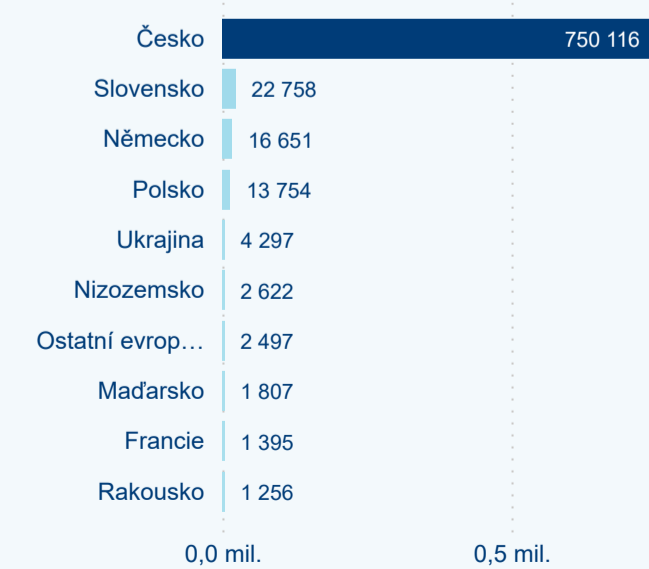 Česko 750 116
Slovensko 22 758
Německo 16 651
Polsko 13 754
Ukrajina 4 297
Nizozemsko 2 622
Ostatní evrop… 2 497
Maďarsko 1 807
Francie 1 395
Rakousko 1 256
0,0 mil. 0,5 mil.